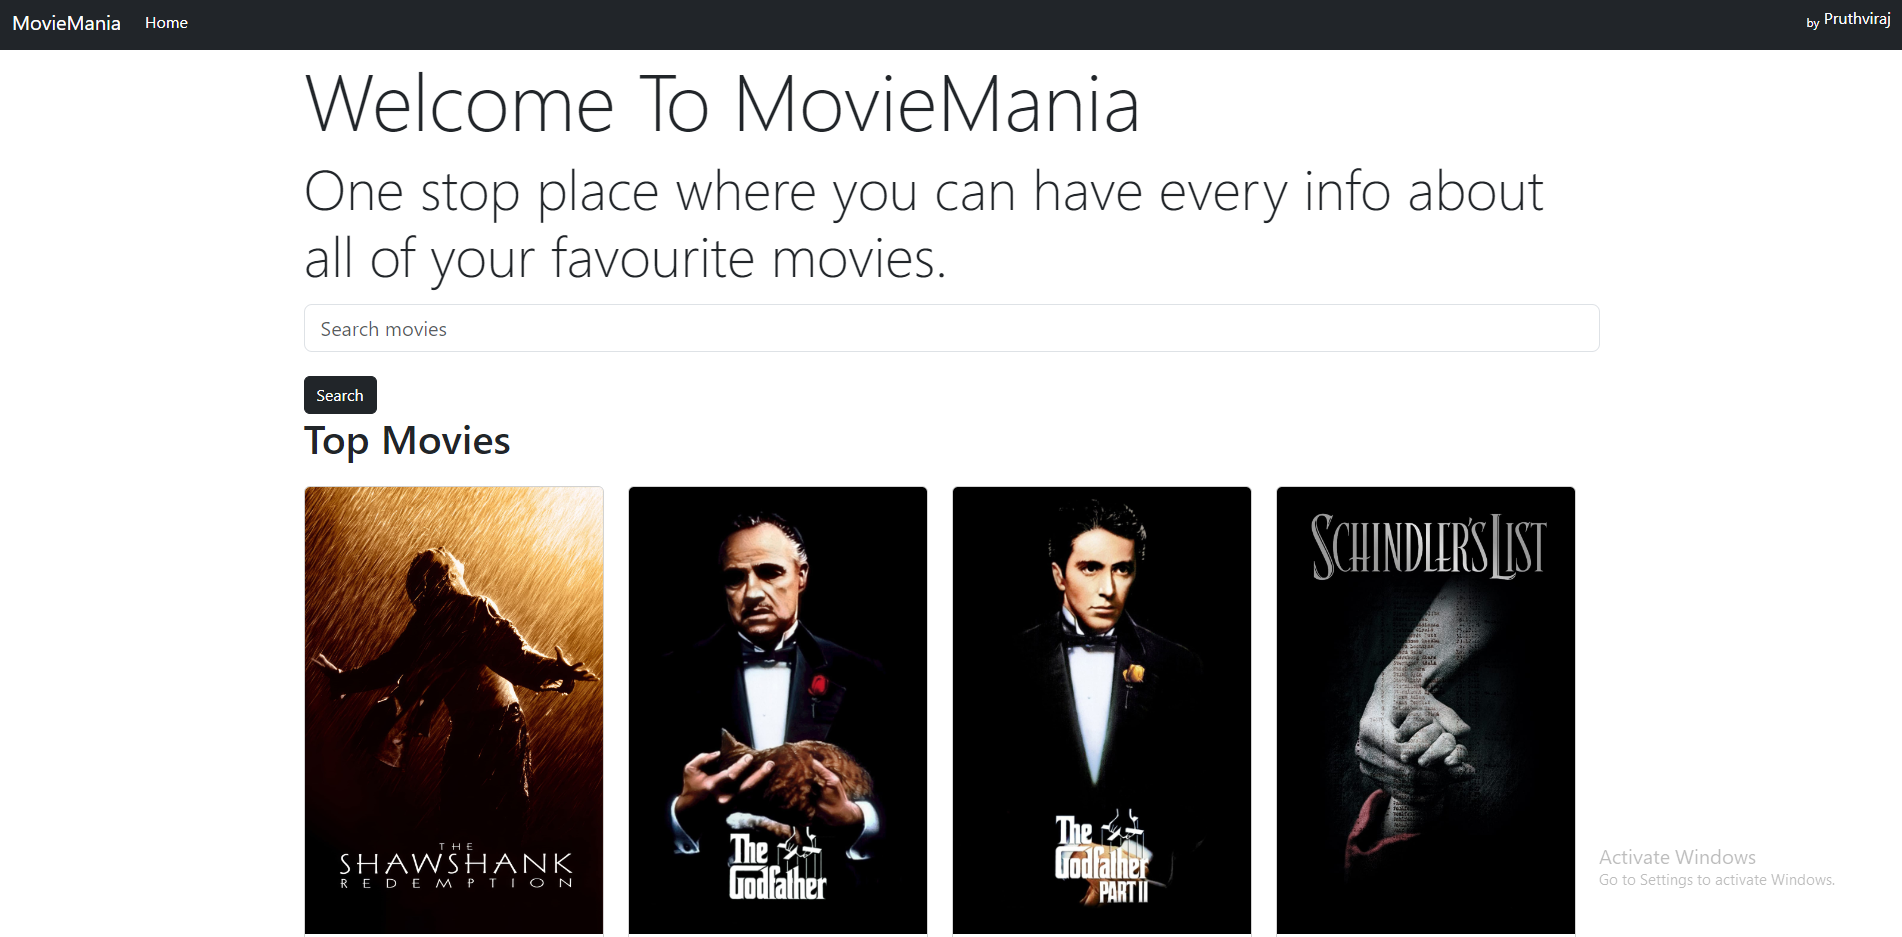 MovieMania Home by Pruthviraj
Welcome To MovieMania
One stop place where you can have every info about
all of your favourite movies.
Search movies
Search
Top Movies
THE
SHAWSHANK
REDEMPTION
The
Godfather
The
Godfather
PART II
SCHINDLER'S LIST
Activate Windows
Go to Settings to activate Windows.